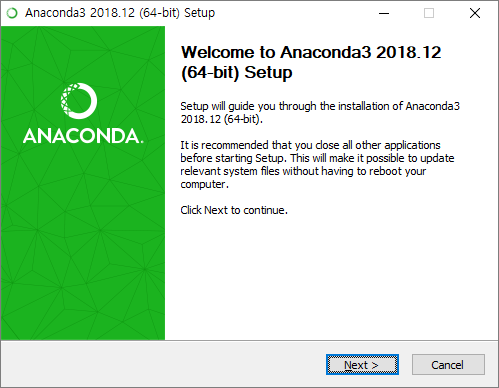 Anaconda3 2018.12 (64-bit) Setup
ANACONDA.
Welcome to Anaconda3 2018.12
(64-bit) Setup
Setup will guide you through the installation of Anaconda3
2018.12 (64-bit).
It is recommended that you close all other applications
before starting Setup. This will make it possible to update
relevant system files without having to reboot your
computer.
Click Next to continue.
Next >
Cancel